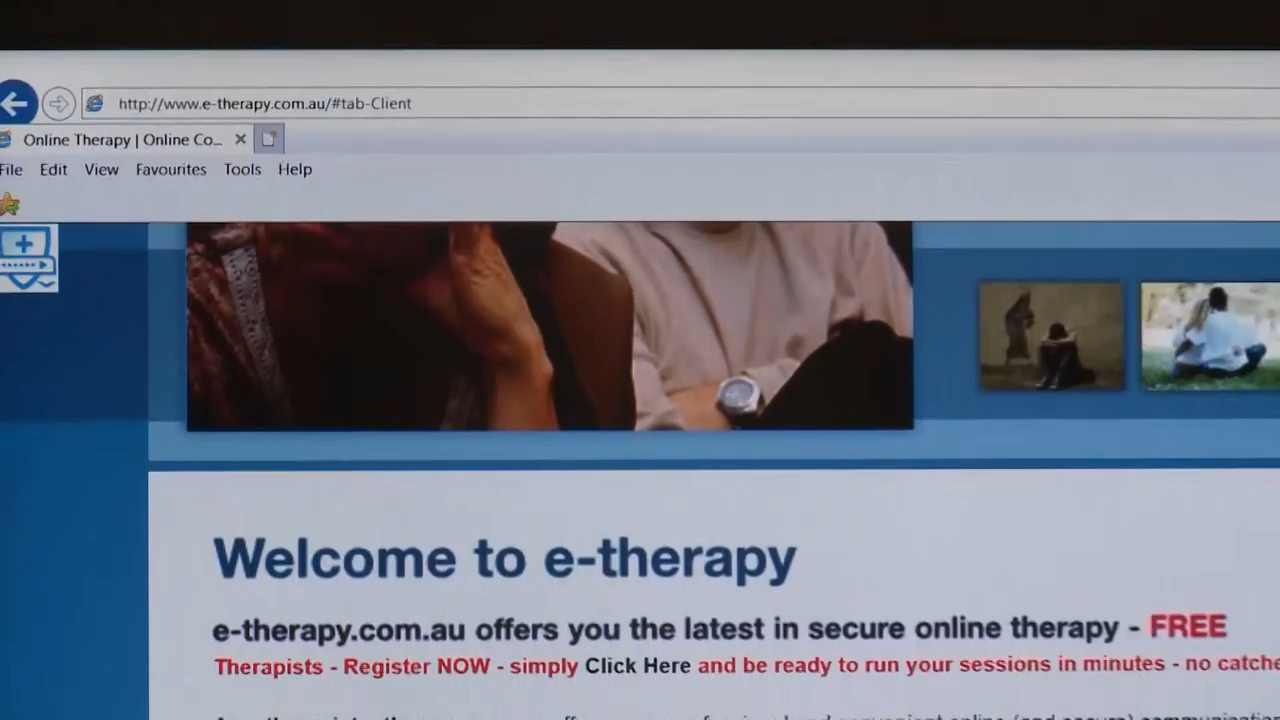 http://www.e-therapy.com.au/#tab-Client
Online Therapy | Online Co...
File Edit View Favourites Tools Help
Welcome to e-therapy
e-therapy.com.au offers you the latest in secure online therapy - FREE
Therapists - Register NOW - simply Click Here and be ready to run your sessions in minutes - no catche